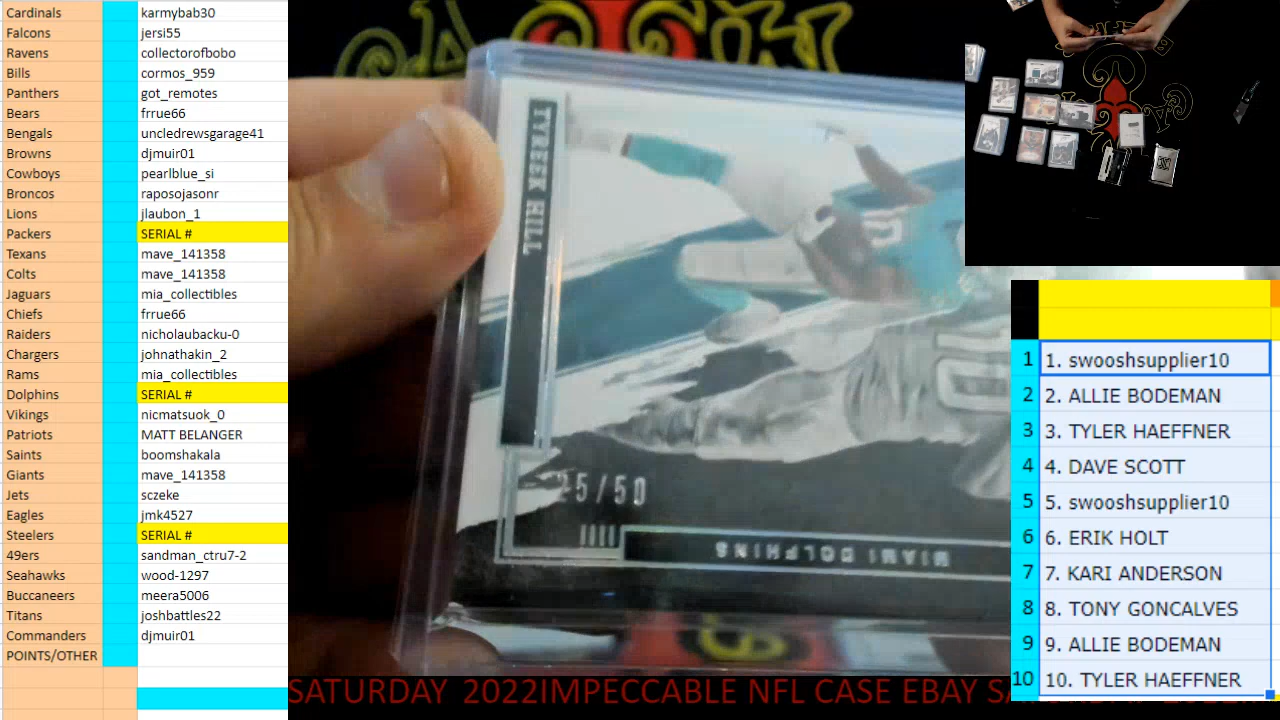 Cardinals karmybab30
Falcons jersi55
Ravens collectorofbobo
Bills cormos_959
Panthers got_remotes
Bears frrue66
Bengals uncledrewsgarage41
Browns djmuir01
Cowboys pearlblue_si
Broncos raposojasonr
Lions jlaubon_1
Packers SERIAL #
Texans mave_141358
Colts mave_141358
Jaguars mia_collectibles
Chiefs frrue66
Raiders nicholaubacku-0
Chargers johnathakin_2
Rams mia_collectibles
Dolphins SERIAL #
Vikings nicmatsuok_0
Patriots MATT BELANGER
Saints boomshakala
Giants mave_141358
Jets sczeke
Eagles jmk4527
Steelers SERIAL #
49ers sandman_ctru7-2
Seahawks wood-1297
Buccaneers meera5006
Titans joshbattles22
Commanders djmuir01
POINTS/OTHER
TYREEK HILL
25/50
MIAMI DOLPHINS
1 1. swooshsupplier10
2 2. ALLIE BODEMAN
3 3. TYLER HAEFFNER
4 4. DAVE SCOTT
5 5. swooshsupplier10
6 6. ERIK HOLT
7 7. KARI ANDERSON
8 8. TONY GONCALVES
9 9. ALLIE BODEMAN
10 10. TYLER HAEFFNER
SATURDAY 2022IMPECCABLE NFL CASE EBAY